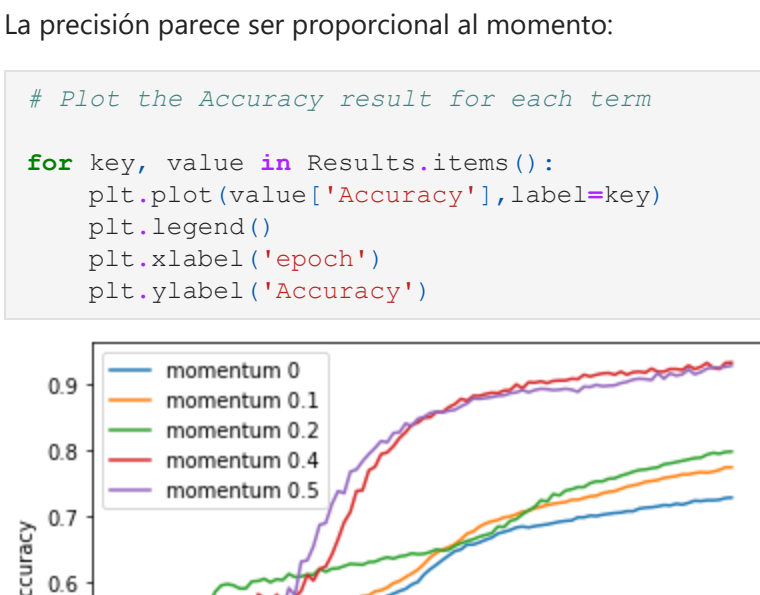 La precisión parece ser proporcional al momento:
# Plot the Accuracy result for each term
for key, value in Results.items():
    plt.plot(value['Accuracy'],label=key)
    plt.legend()
    plt.xlabel('epoch')
    plt.ylabel('Accuracy')
momentum 0
momentum 0.1
momentum 0.2
momentum 0.4
momentum 0.5
0.9
0.8
0.7
0.6